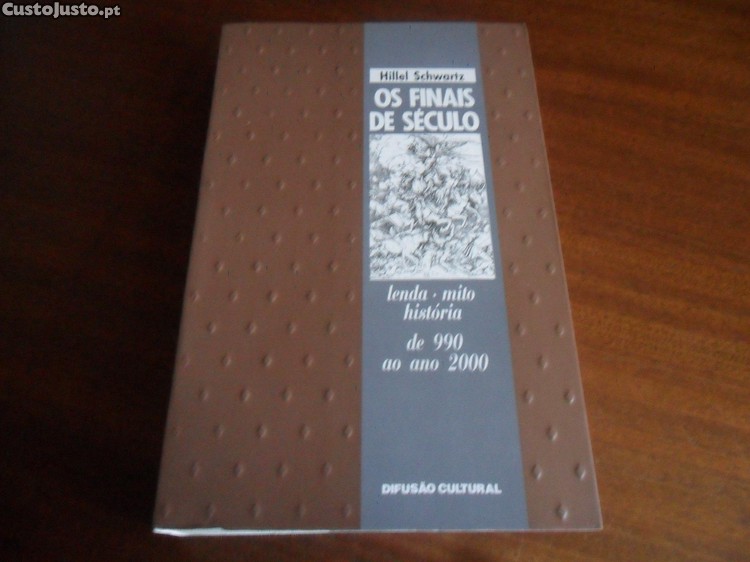 CustoJusto.pt
Hillel Schwartz
OS FINAIS
DE SÉCULO
lenda · mito
história
de 990
ao ano 2000
DIFUSÃO CULTURAL